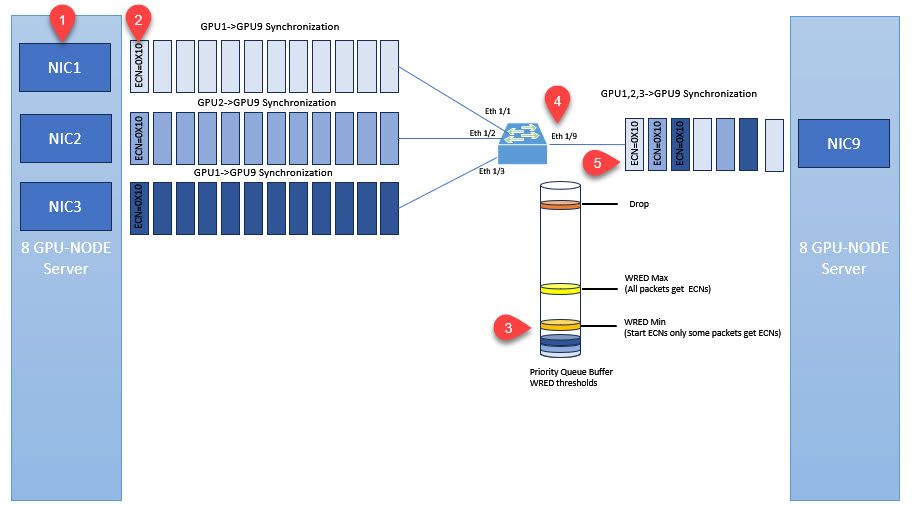 1
2
GPU1->GPU9 Synchronization
NIC1
ECN=0X10
GPU2->GPU9 Synchronization
NIC2
ECN=0X10
GPU1->GPU9 Synchronization
NIC3
ECN=0X10
8 GPU-NODE
Server
Eth 1/1
Eth 1/2
Eth 1/3
4
Eth 1/9
GPU1,2,3->GPU9 Synchronization
5
ECN=0X10
ECN=0X10
ECN=0X10
NIC9
8 GPU-NODE
Server
Drop
WRED Max
(All packets get ECNs)
3
WRED Min
(Start ECNs only some packets get ECNs)
Priority Queue Buffer
WRED thresholds